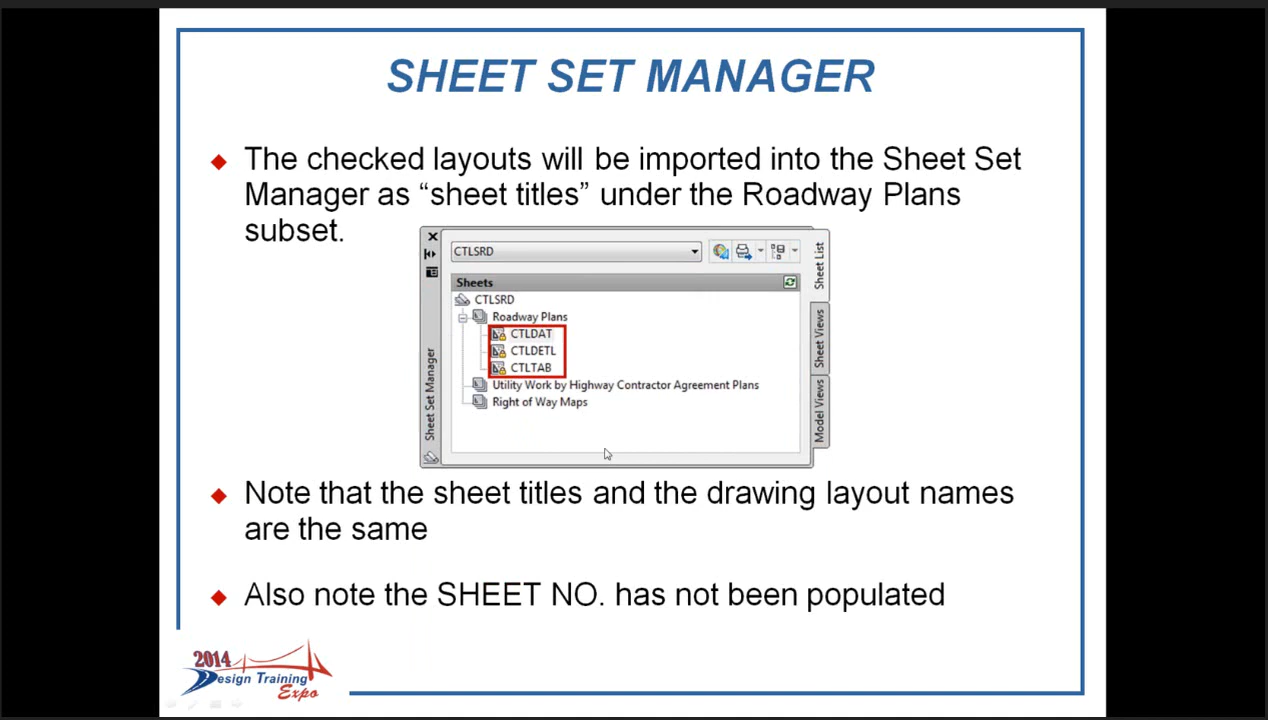 SHEET SET MANAGER
The checked layouts will be imported into the Sheet Set
Manager as “sheet titles” under the Roadway Plans
subset.
CTLSRD
Sheets
CTLSRD
Roadway Plans
CTLDAT
CTLDETL
CTLTAB
Utility Work by Highway Contractor Agreement Plans
Right of Way Maps
Sheet Set Manager
Sheet List
Sheet Views
Model Views
Note that the sheet titles and the drawing layout names
are the same
Also note the SHEET NO. has not been populated
2014
Design Training
Expo